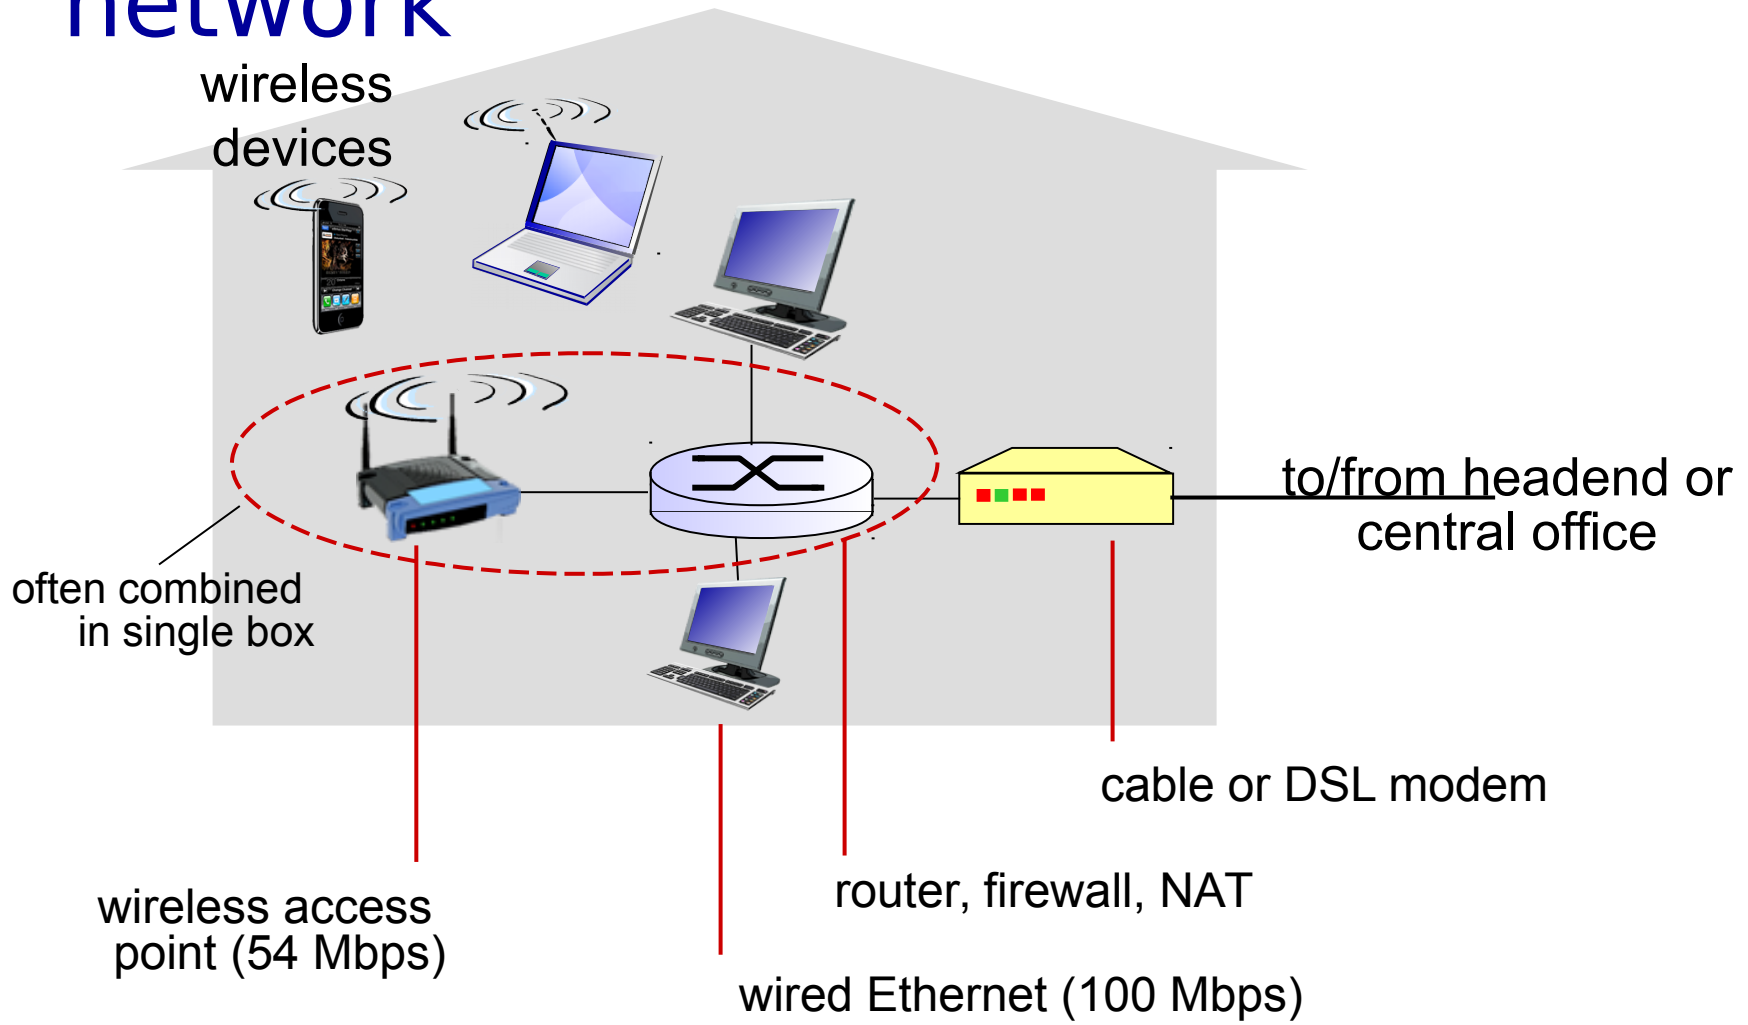 network
wireless
devices
to/from headend or
central office
often combined
in single box
cable or DSL modem
router, firewall, NAT
wireless access
point (54 Mbps)
wired Ethernet (100 Mbps)